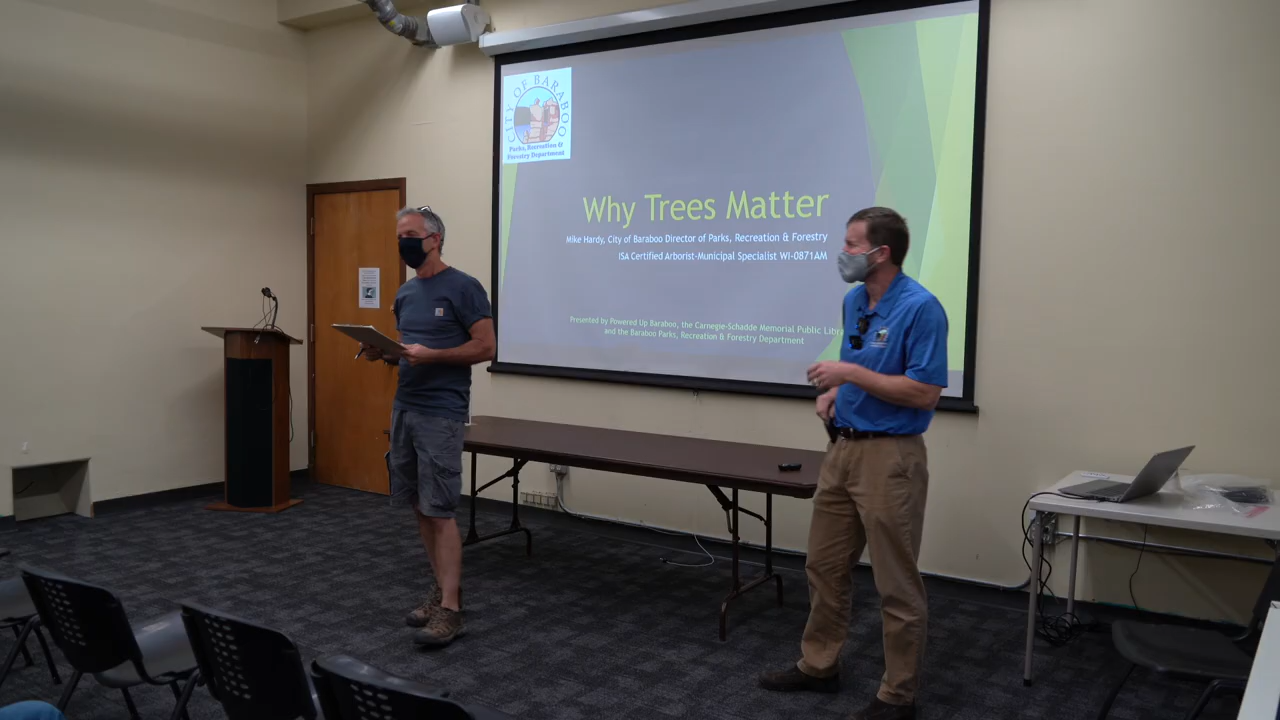 CITY OF BARABOO
Parks, Recreation &
Forestry Department
Why Trees Matter
Mike Hardy, City of Baraboo Director of Parks, Recreation & Forestry
ISA Certified Arborist-Municipal Specialist WI-0871AM
Presented by Powered Up Baraboo, the Carnegie-Schadde Memorial Public Libr
and the Baraboo Parks, Recreation & Forestry Department